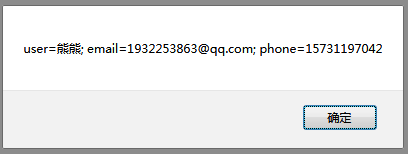 user=熊熊; email=1932253863@qq.com; phone=15731197042
确定